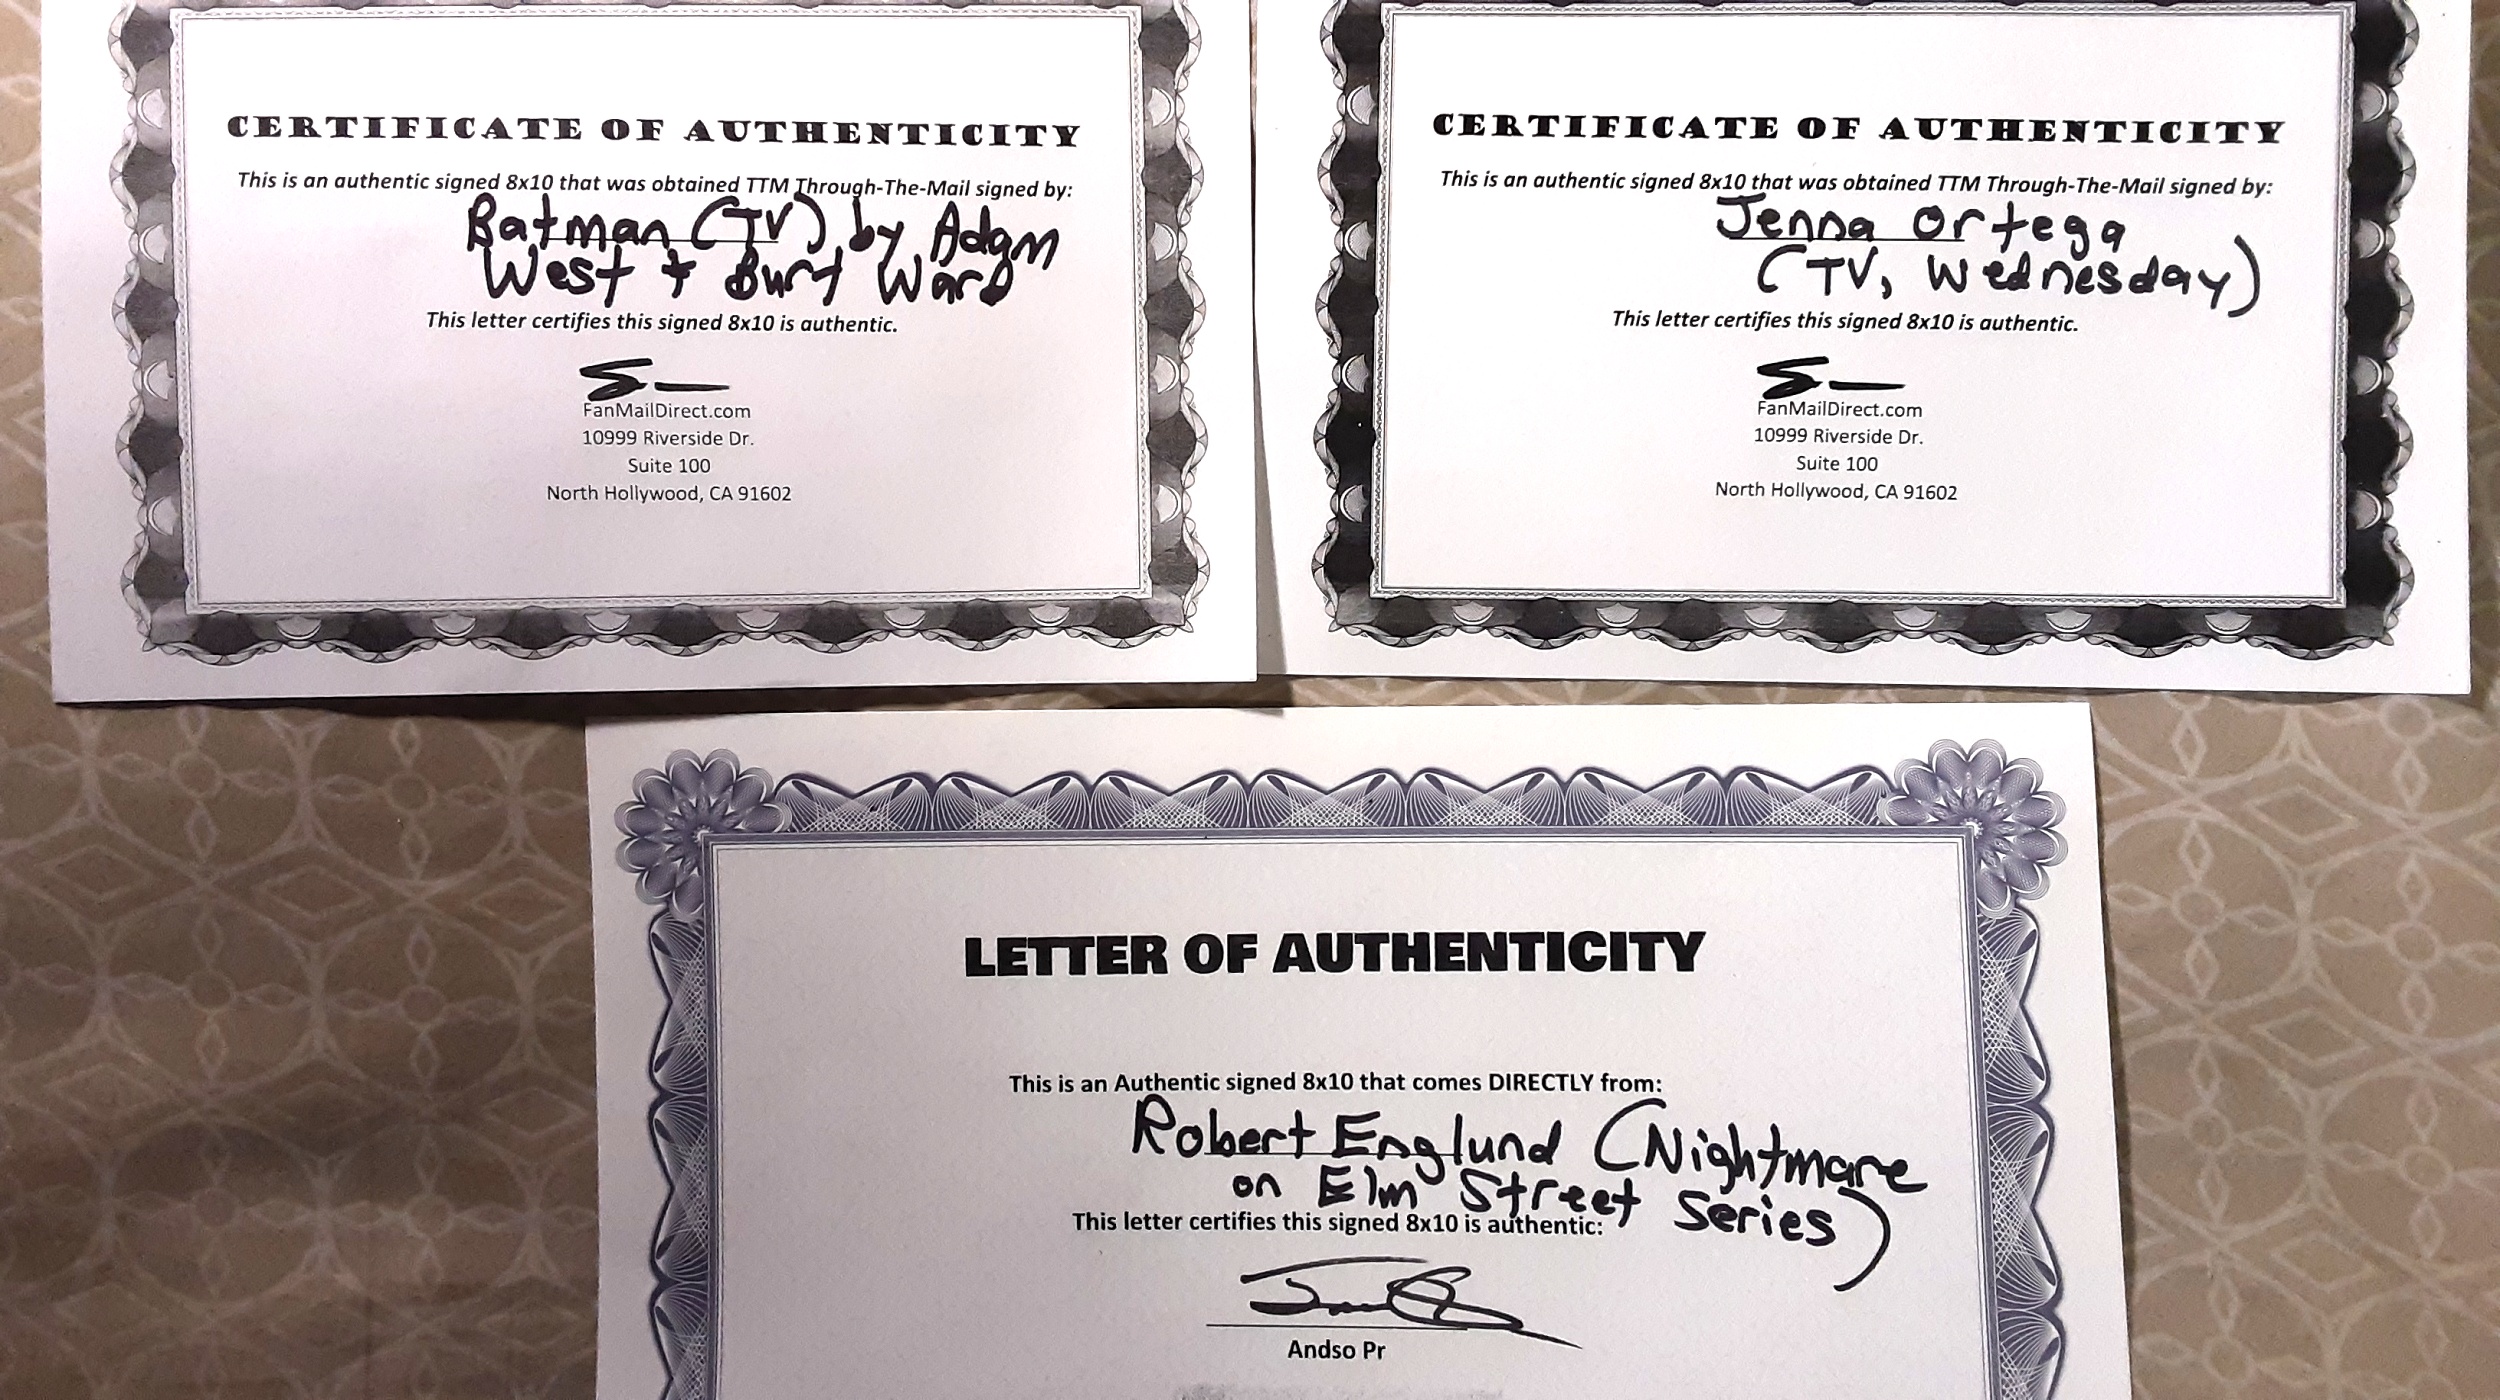 CERTIFICATE OF AUTHENTICITY
This is an authentic signed 8x10 that was obtained TTM Through-The-Mail signed by:
Batman (TV) by Adam
West + Burt Ward
This letter certifies this signed 8x10 is authentic.
FanMailDirect.com
10999 Riverside Dr.
Suite 100
North Hollywood, CA 91602
CERTIFICATE OF AUTHENTICITY
This is an authentic signed 8x10 that was obtained TTM Through-The-Mail signed by:
Jenna Ortega
(TV, Wednesday)
This letter certifies this signed 8x10 is authentic.
FanMailDirect.com
10999 Riverside Dr.
Suite 100
North Hollywood, CA 91602
LETTER OF AUTHENTICITY
This is an Authentic signed 8x10 that comes DIRECTLY from:
Robert Englund (Nightmare
on Elm Street Series)
This letter certifies this signed 8x10 is authentic:
Andso Pr